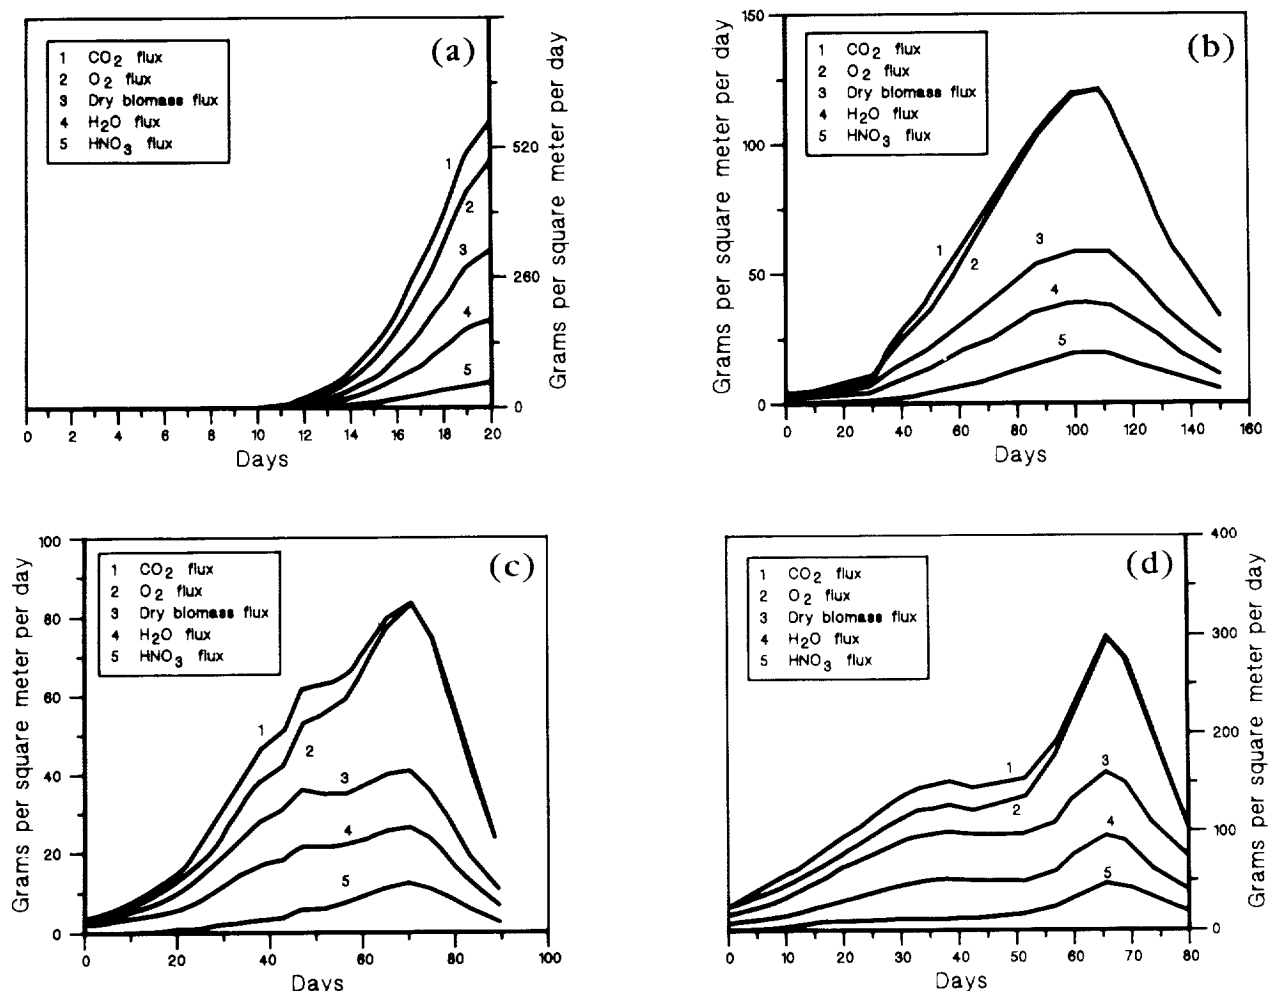 (a)
1 CO2 flux
2 O2 flux
3 Dry biomass flux
4 H2O flux
5 HNO3 flux
1
2
3
4
5
520
260
0
Grams per square meter per day
0 2 4 6 8 10 12 14 16 18 20
Days
(b)
1 CO2 flux
2 O2 flux
3 Dry biomass flux
4 H2O flux
5 HNO3 flux
150
100
50
0
Grams per square meter per day
1
2
3
4
5
0 20 40 60 80 100 120 140 160
Days
(c)
1 CO2 flux
2 O2 flux
3 Dry biomass flux
4 H2O flux
5 HNO3 flux
100
80
60
40
20
0
Grams per square meter per day
1
2
3
4
5
0 20 40 60 80 100
Days
(d)
1 CO2 flux
2 O2 flux
3 Dry biomass flux
4 H2O flux
5 HNO3 flux
400
300
200
100
0
Grams per square meter per day
1
2
3
4
5
0 10 20 30 40 50 60 70 80
Days